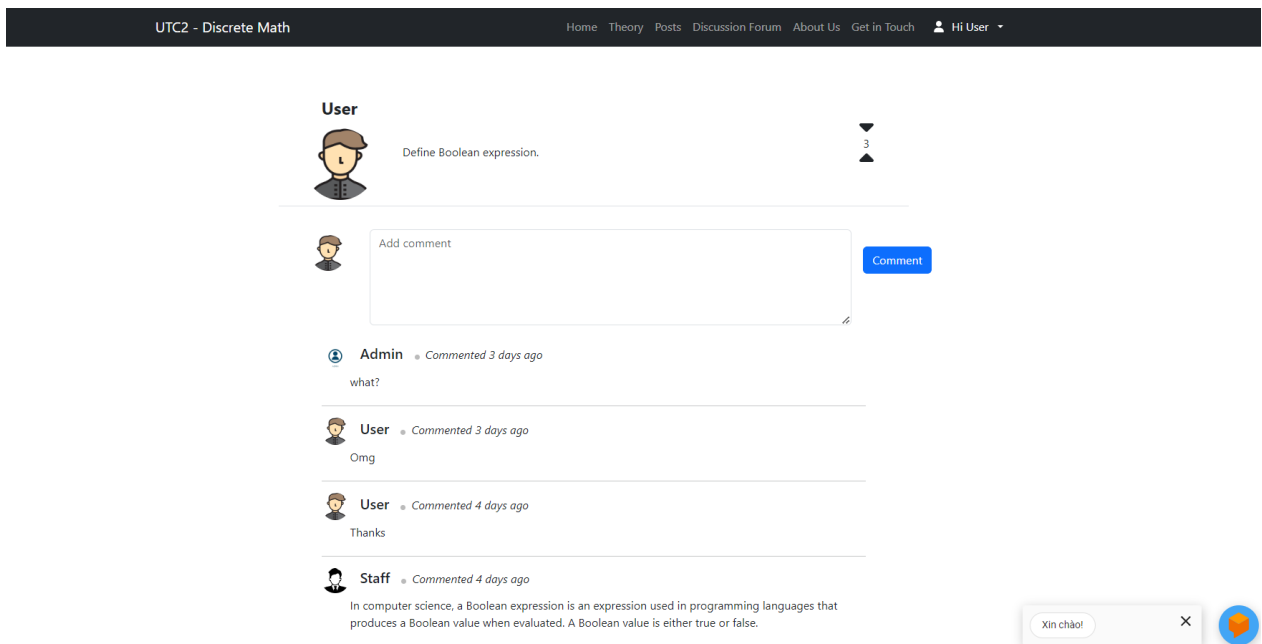 UTC2 - Discrete Math Home Theory Posts Discussion Forum About Us Get in Touch Hi User
User
Define Boolean expression.
3
Add comment
Comment
Admin Commented 3 days ago
what?
User Commented 3 days ago
Omg
User Commented 4 days ago
Thanks
Staff Commented 4 days ago
In computer science, a Boolean expression is an expression used in programming languages that
produces a Boolean value when evaluated. A Boolean value is either true or false.
Xin chào!